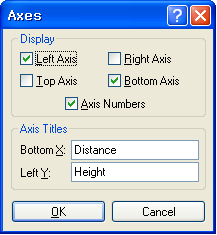 Axes
Display
Left Axis Right Axis
Top Axis Bottom Axis
Axis Numbers
Axis Titles
Bottom X: Distance
Left Y: Height
OK Cancel